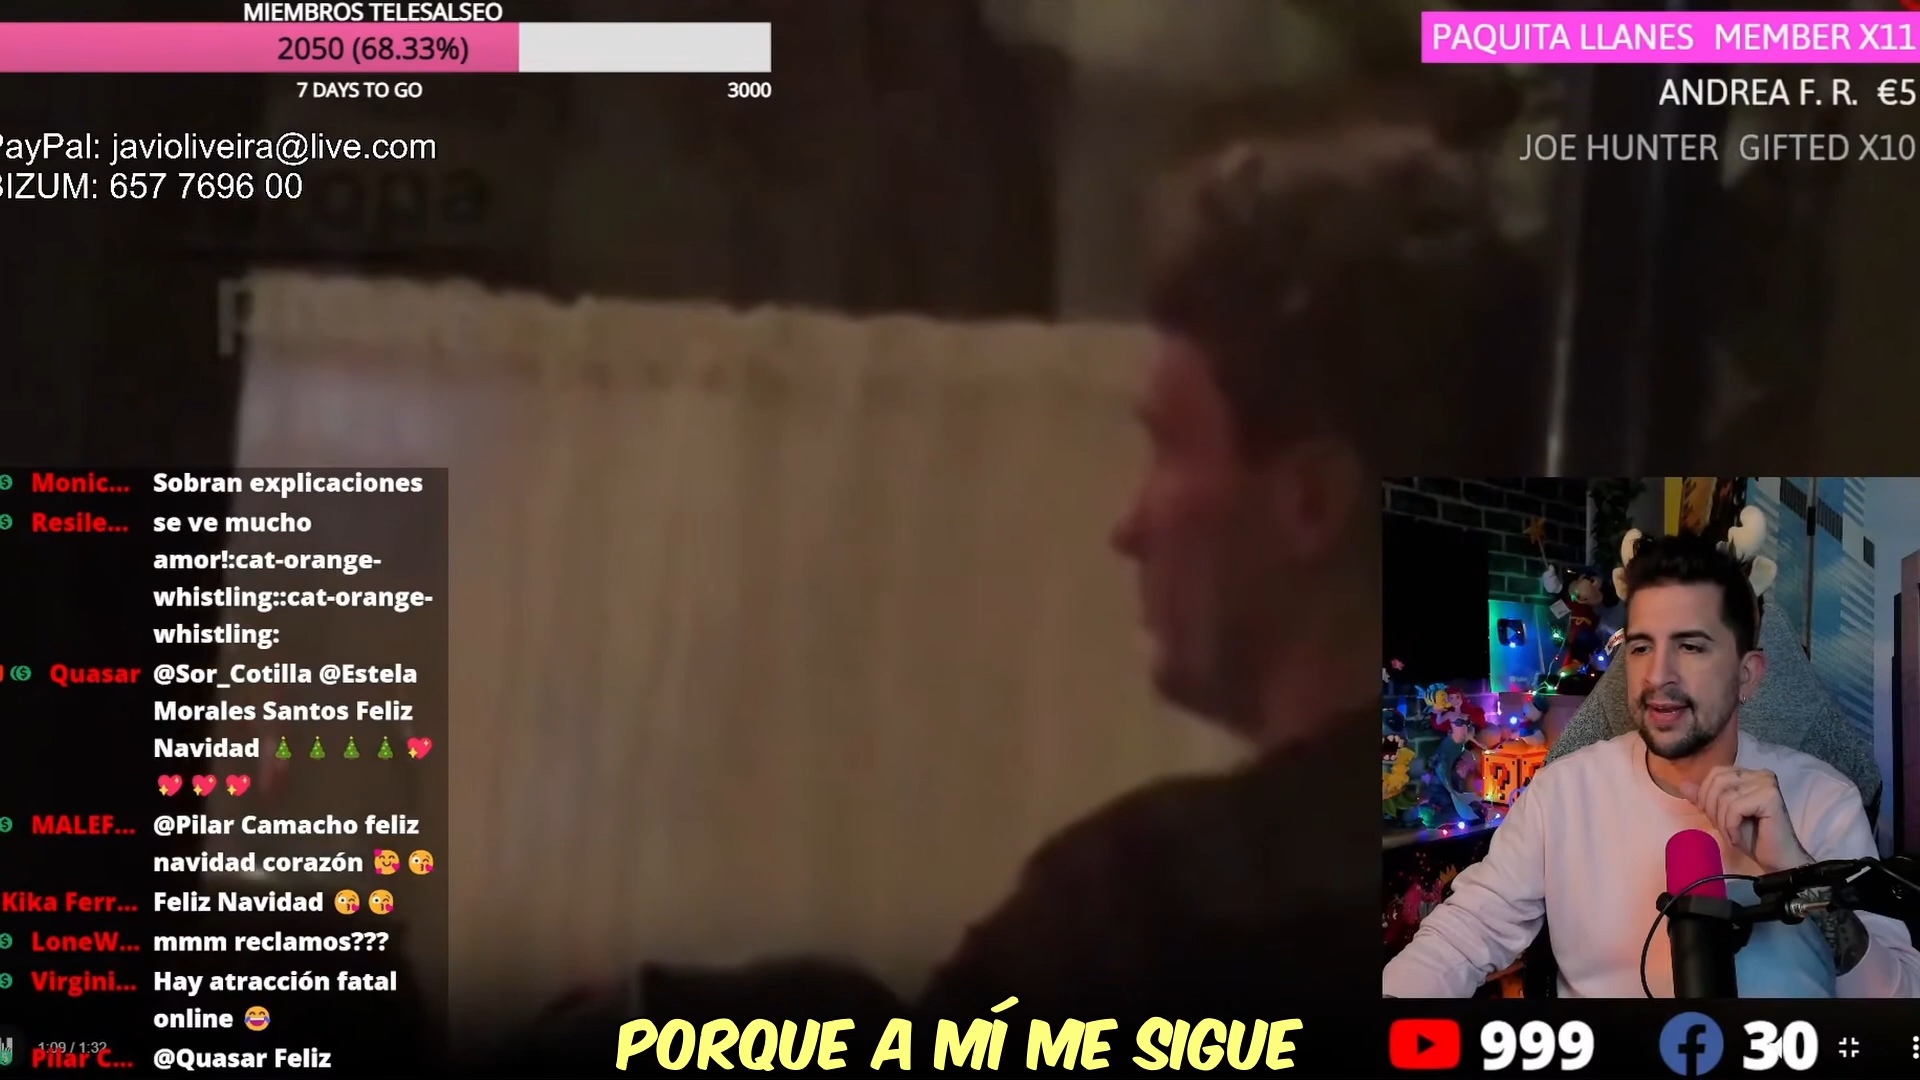 MIEMBROS TELESALSEO
2050 (68.33%)
7 DAYS TO GO
3000
PayPal: javioliveira@live.com
BIZUM: 657 7696 00
PAQUITA LLANES MEMBER X11
ANDREA F. R. €5
JOE HUNTER GIFTED X10
Monic... Sobran explicaciones
Resile... se ve mucho
amor!:cat-orange-
whistling::cat-orange-
whistling:
Quasar @Sor_Cotilla @Estela
Morales Santos Feliz
Navidad 🎄 🎄 🎄 🎄 💖
💖 💖 💖
MALEF... @Pilar Camacho feliz
navidad corazón 🥰 😘
Kika Ferr... Feliz Navidad 😘 😘
LoneW... mmm reclamos???
Virgini... Hay atracción fatal
online 😂
1:09 / 1:32
Pilar C... @Quasar Feliz
PORQUE A MÍ ME SIGUE
999
30